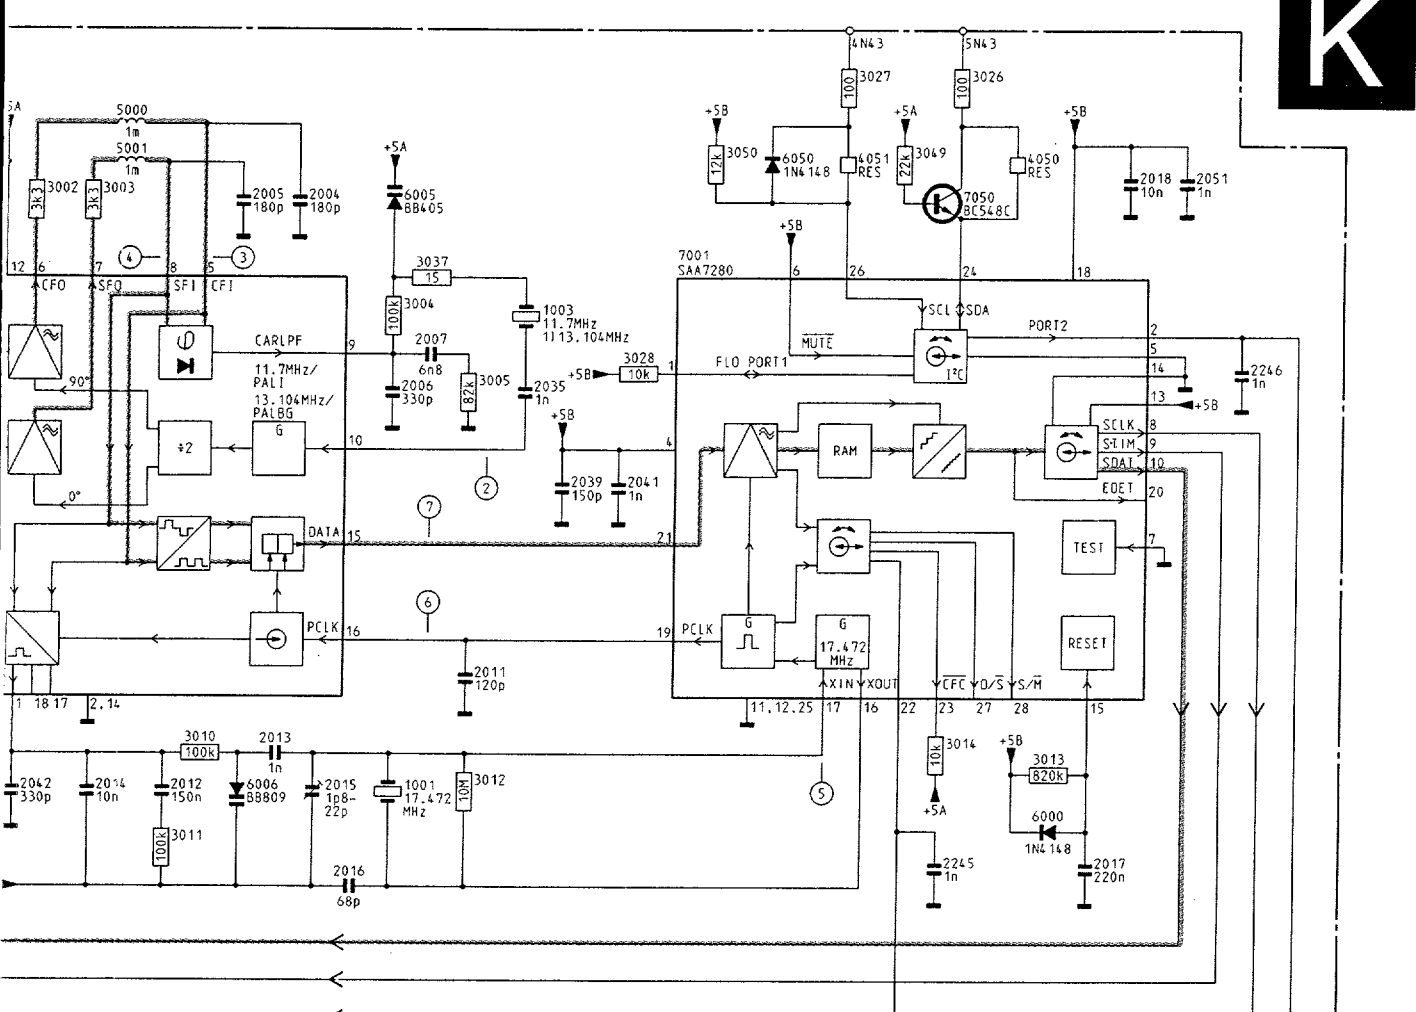 K
4N43
5N43
5A
5000
1m
5001
1m
3002
3k3
3003
3k3
2005
180p
2004
180p
+5A
6005
BB405
+5B
3050
12k
6050
1N4148
3027
100
4051
RES
+5A
3049
22k
3026
100
4050
RES
7050
BC548C
+5B
2018
10n
2051
1n
4
3
12
6
7
8
5
CFO
SFO
SFI
CFI
3037
15
3004
100k
1003
11.7MHz
1)13.104MHz
7001
SAA7280
+5B
6
26
24
18
SCL
SDA
CARLPF
9
11.7MHz/
PALI
13.104MHz/
PALBG
2007
6n8
2006
330p
3005
82k
2035
1n
3028
10k
+5B
1
FLO PORT1
MUTE
I²C
PORT2
2
5
14
13
+5B
2246
1n
90°
0°
÷2
G
10
2
+5B
4
2039
150p
2041
1n
RAM
SCLK
8
STIM
9
SDAT
10
EDET
20
7
DATA
15
21
TEST
7
6
PCLK
16
19
PCLK
2011
120p
G
G
17.472
MHz
RESET
XIN
XOUT
CFC
D/S
S/M
1
18
17
2,14
11,12,25
17
16
22
23
27
28
15
3010
100k
2013
1n
2042
330p
2014
10n
2012
150n
3011
100k
6006
BB809
2015
1p8-
22p
1001
17.472
MHz
3012
10M
5
3014
10k
+5A
+5B
3013
820k
6000
1N4148
2245
1n
2017
220n
2016
68p